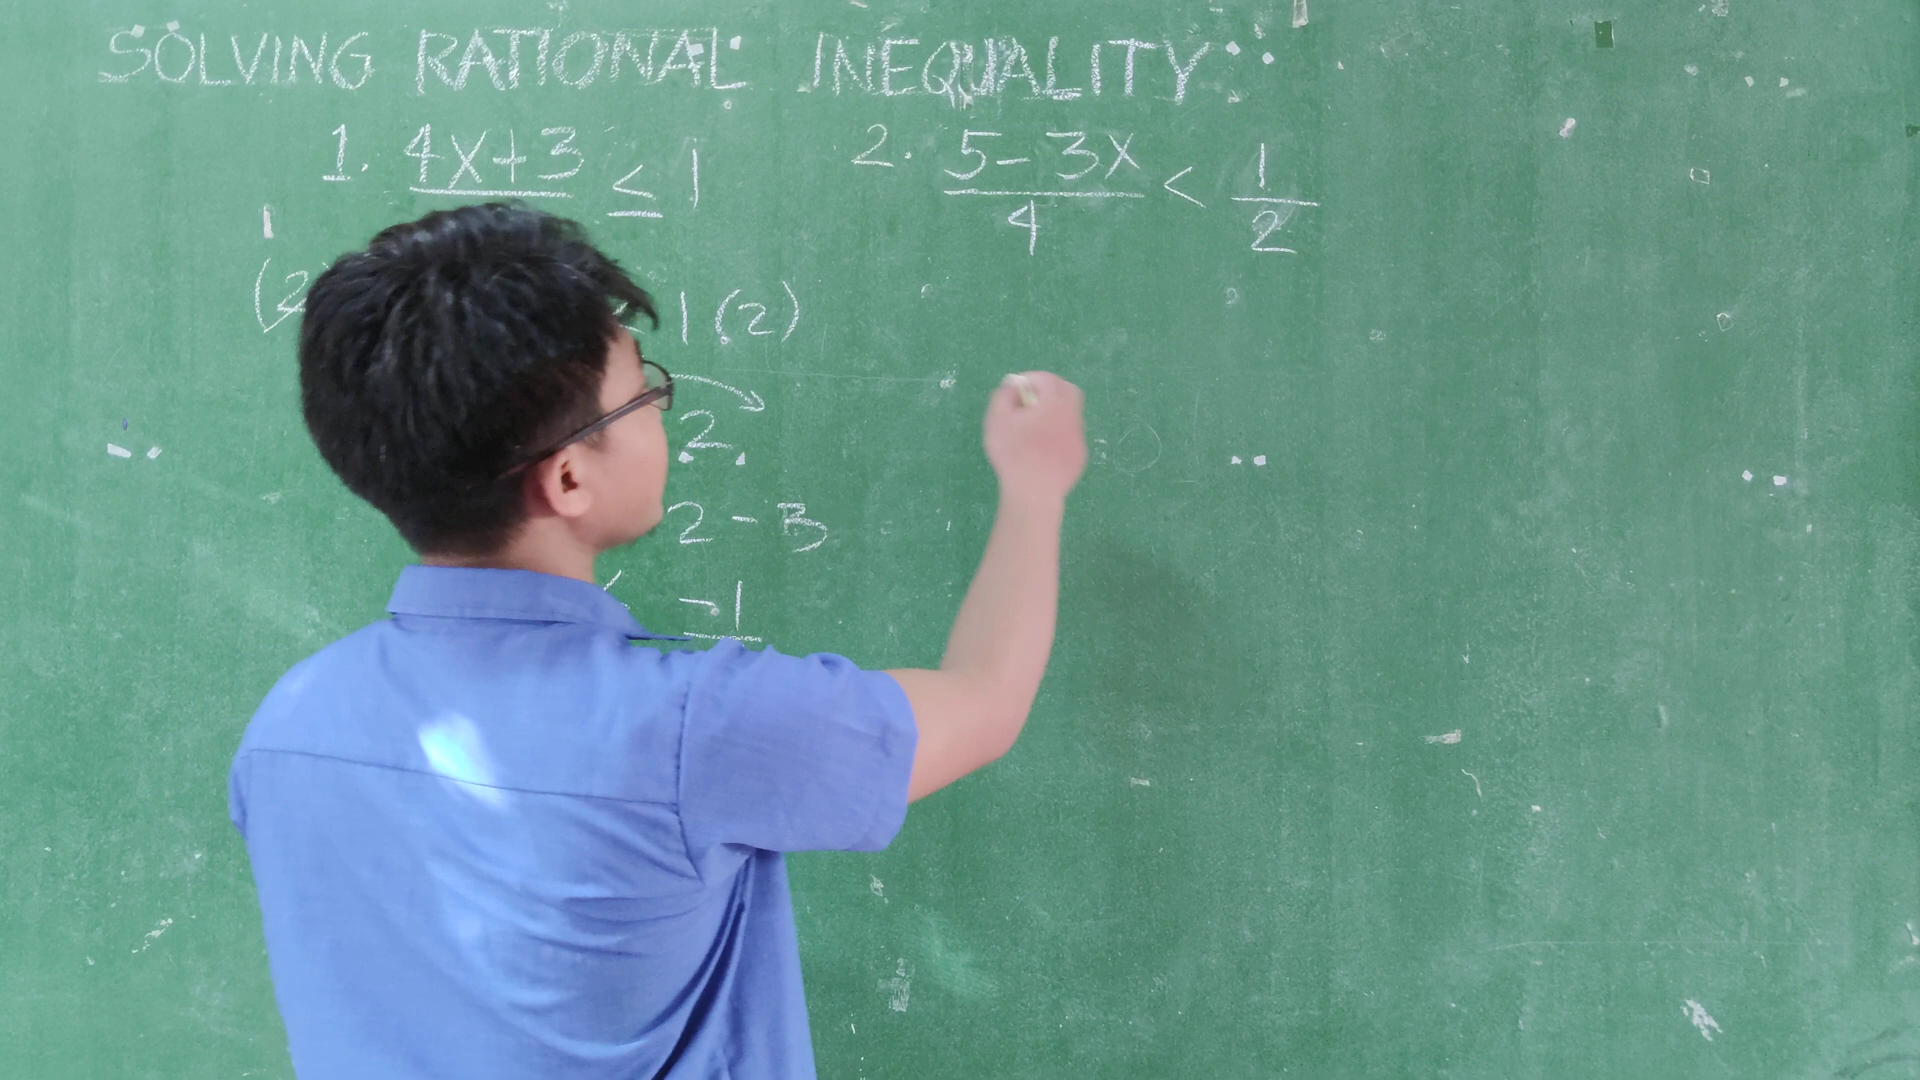 SOLVING RATIONAL INEQUALITY:
1. 4x+3 ≤ 1
2. 5-3x / 4 < 1/2
1
(2
1(2)
2
2-3
-1